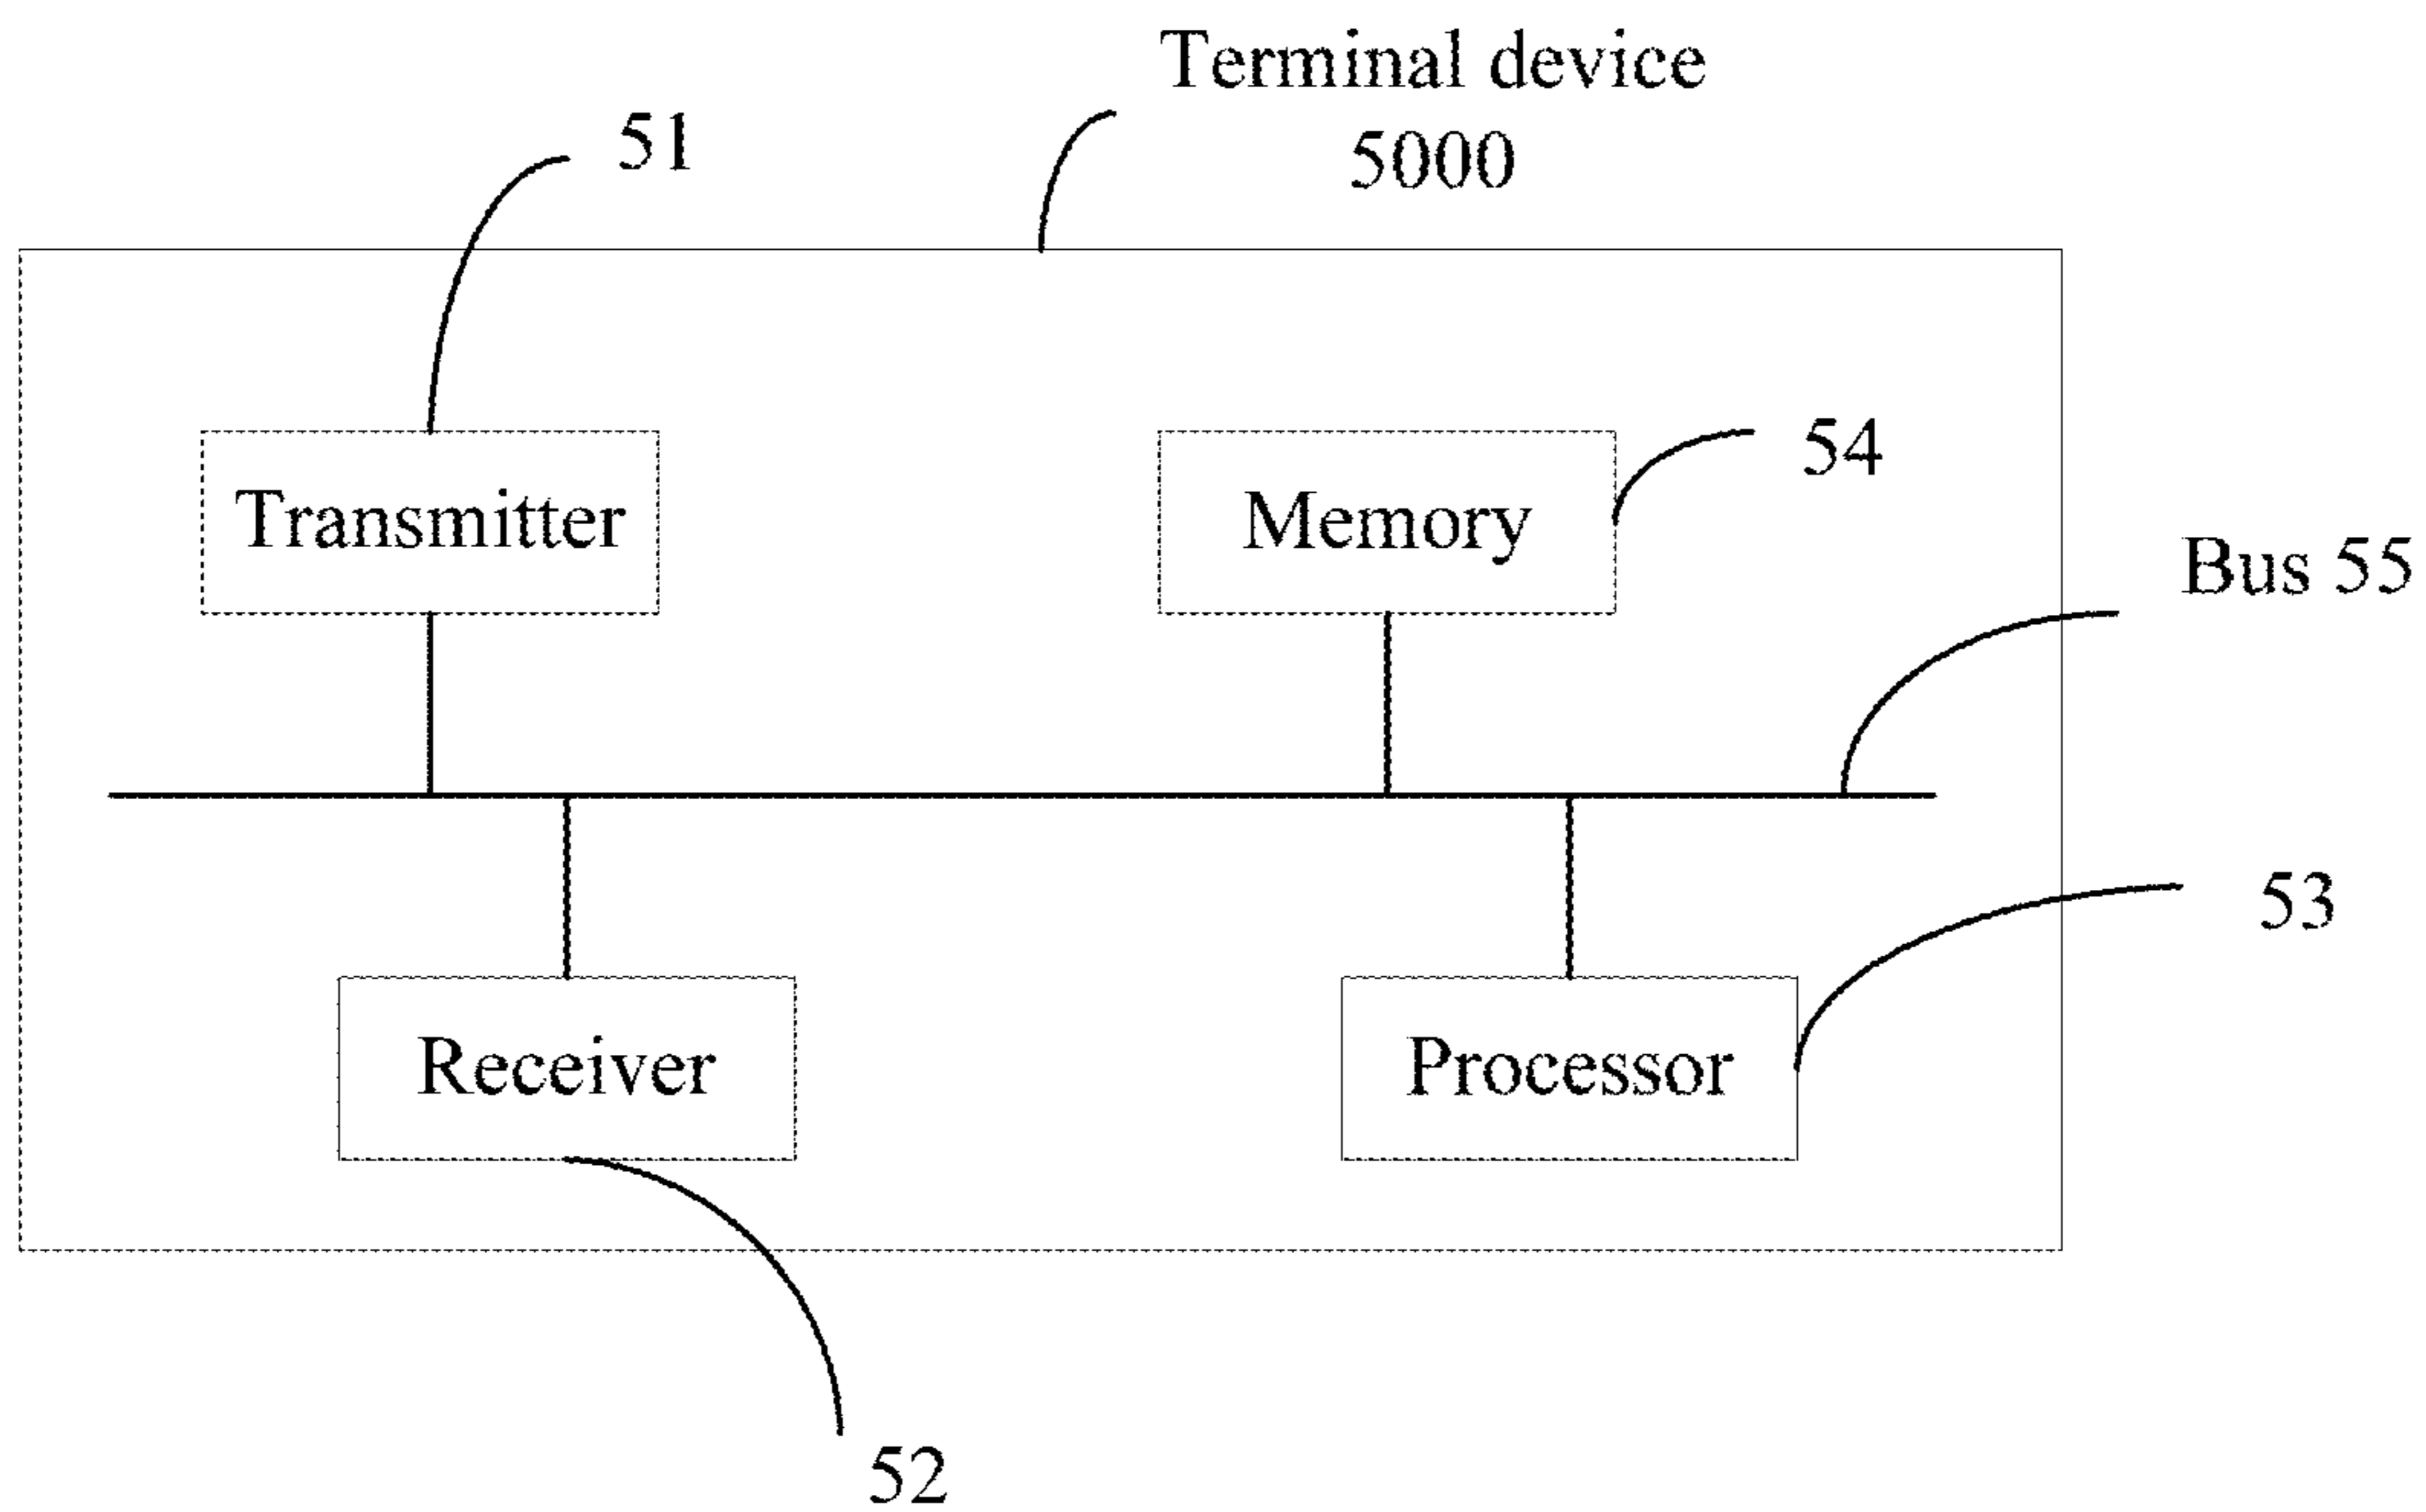 Terminal device
5000
51
54
Transmitter
Memory
Bus 55
53
Receiver
Processor
52